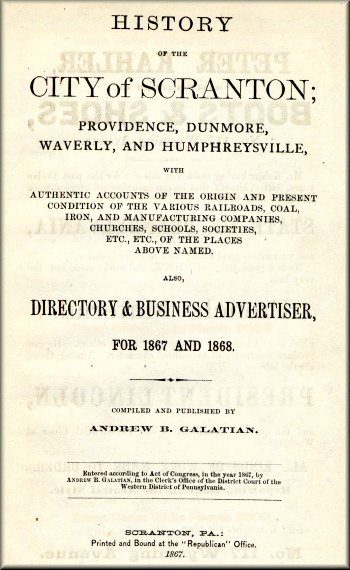 HISTORY
OF THE
CITY of SCRANTON;
PROVIDENCE, DUNMORE,
WAVERLY, AND HUMPHREYSVILLE,
WITH
AUTHENTIC ACCOUNTS OF THE ORIGIN AND PRESENT
CONDITION OF THE VARIOUS RAILROADS, COAL,
IRON, AND MANUFACTURING COMPANIES,
CHURCHES, SCHOOLS, SOCIETIES,
ETC., ETC., OF THE PLACES
ABOVE NAMED.
ALSO,
DIRECTORY & BUSINESS ADVERTISER,
FOR 1867 AND 1868.
COMPILED AND PUBLISHED BY
ANDREW B. GALATIAN.
Entered according to Act of Congress, in the year 1867, by
ANDREW B. GALATIAN, in the Clerk's Office of the District Court of the
Western District of Pennsylvania.
SCRANTON, PA.:
Printed and Bound at the "Republican" Office.
1867.